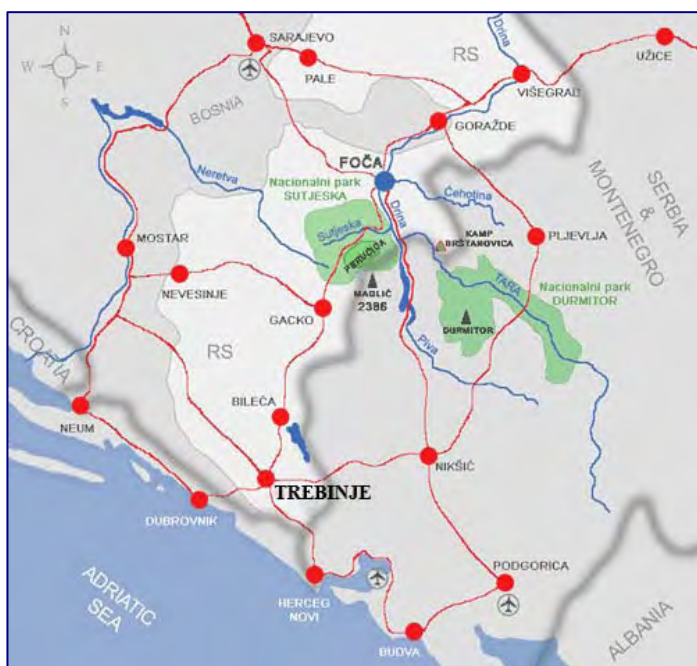 SARAJEVO
N
W E
S
PALE
RS
Drina
UŽICE
VIŠEGRAD
BOSNIA
GORAŽDE
FOČA
Neretva
Nacionalni park
SUTJESKA
Čehotina
Drina
SERBIA
&
MONTENEGRO
Sutjeska
PERUĆICA
KAMP
BRŠTANOVICA
PLJEVLJA
MOSTAR
NEVESINJE
MAGLIĆ
2386
TARA
Nacionalni park
DURMITOR
GACKO
DURMITOR
CROATIA
RS
Piva
BILEĆA
NEUM
NIKŠIĆ
TREBINJE
DUBROVNIK
PODGORICA
ADRIATIC
SEA
HERCEG
NOVI
BUDVA
ALBANIA